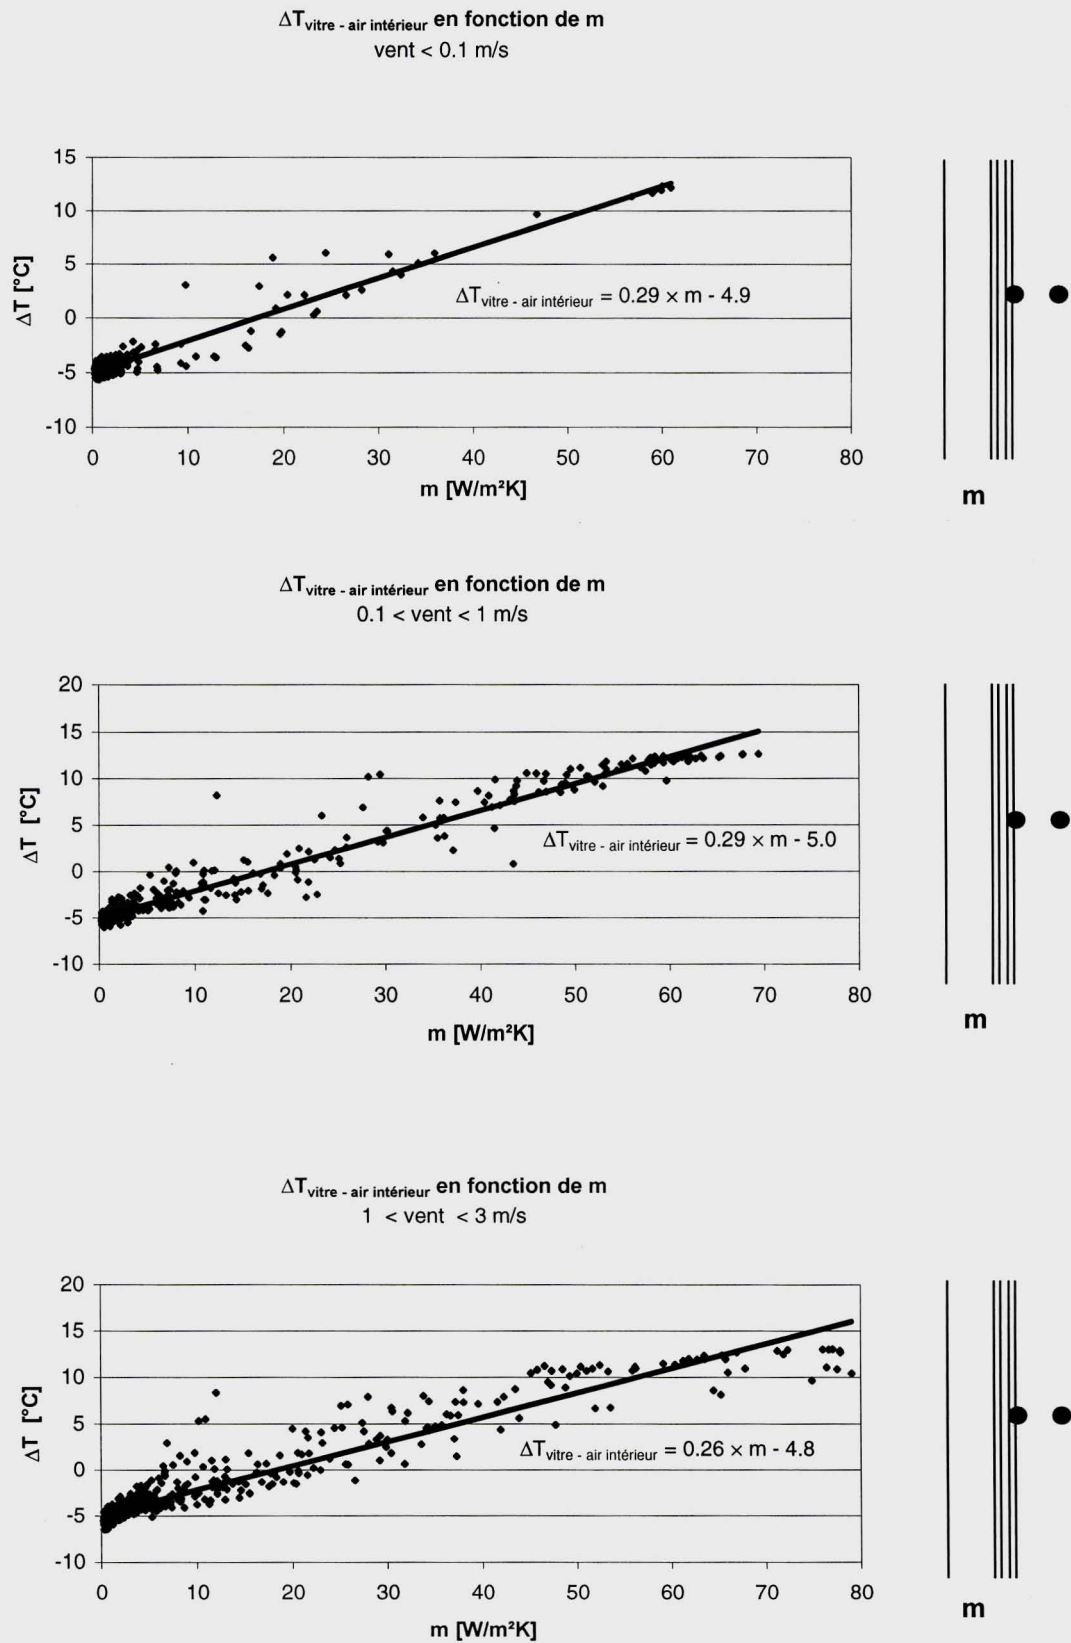 ΔTvitre - air intérieur en fonction de m
vent < 0.1 m/s
15
10
5
0
-5
-10
ΔT [°C]
ΔTvitre - air intérieur = 0.29 × m - 4.9
0 10 20 30 40 50 60 70 80
m [W/m²K]
m
ΔTvitre - air intérieur en fonction de m
0.1 < vent < 1 m/s
20
15
10
5
0
-5
-10
ΔT [°C]
ΔTvitre - air intérieur = 0.29 × m - 5.0
0 10 20 30 40 50 60 70 80
m [W/m²K]
m
ΔTvitre - air intérieur en fonction de m
1 < vent < 3 m/s
20
15
10
5
0
-5
-10
ΔT [°C]
ΔTvitre - air intérieur = 0.26 × m - 4.8
0 10 20 30 40 50 60 70 80
m [W/m²K]
m